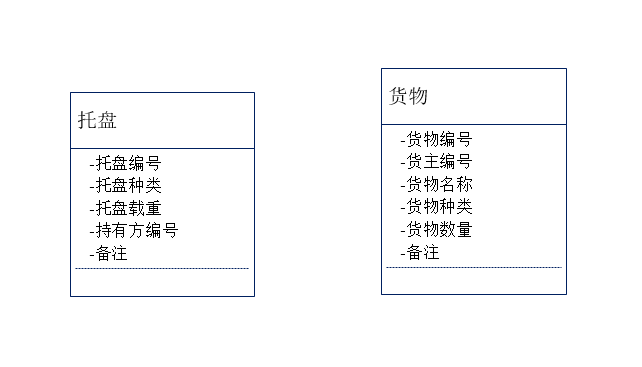 托盘
-托盘编号
-托盘种类
-托盘载重
-持有方编号
-备注
货物
-货物编号
-货主编号
-货物名称
-货物种类
-货物数量
-备注